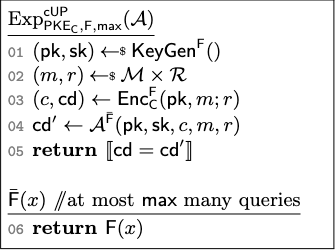 Exp^{cUP}_{PKE_C,F,max}(𝒜)
01 (pk, sk) ←$ KeyGen^F()
02 (m, r) ←$ ℳ × ℛ
03 (c, cd) ← Enc^F_C(pk, m; r)
04 cd′ ← 𝒜^{F̄}(pk, sk, c, m, r)
05 return ⟦cd = cd′⟧
F̄(x) //at most max many queries
06 return F(x)